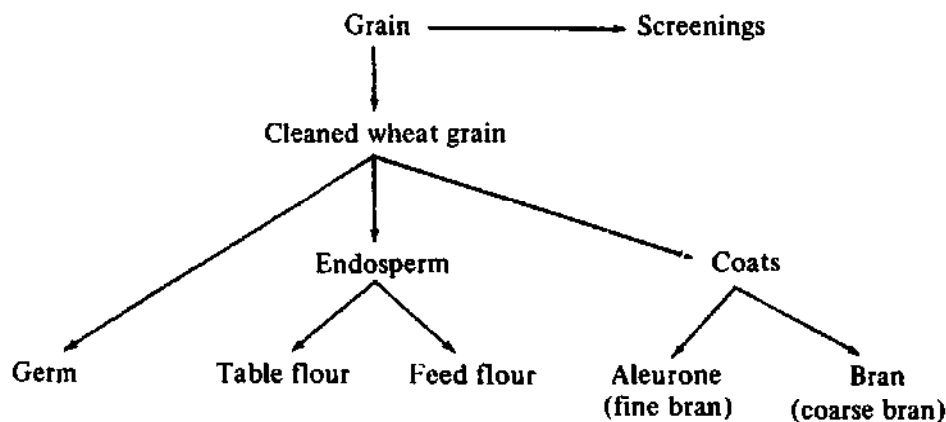 Grain
Screenings
Cleaned wheat grain
Endosperm
Coats
Germ
Table flour
Feed flour
Aleurone
(fine bran)
Bran
(coarse bran)